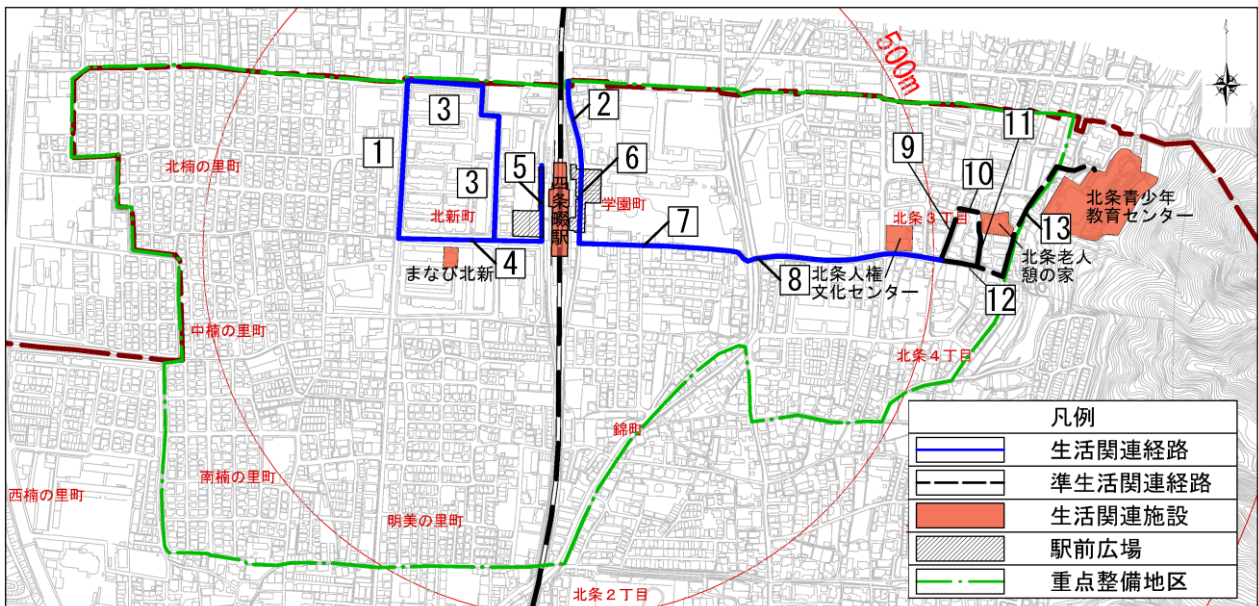 500m
3
2
1
11
9
10
北楠の里町
3
5
6
四条畷駅
北新町
学園町
北条3丁目
北条青少年
教育センター
7
13
4
まなび北新
8
北条人権
文化センター
北条老人
憩の家
12
中楠の里町
北条4丁目
錦町
南楠の里町
西楠の里町
明美の里町
北条2丁目
凡例
生活関連経路
準生活関連経路
生活関連施設
駅前広場
重点整備地区